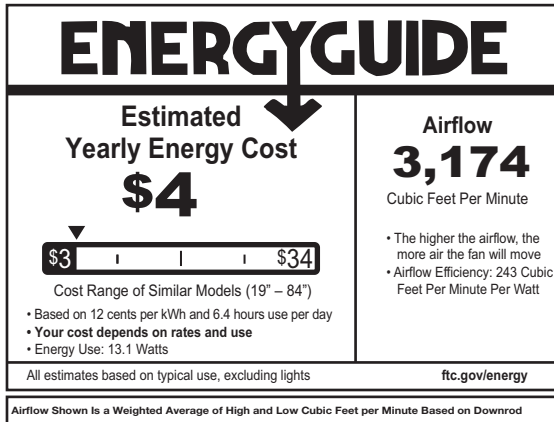 ENERGYGUIDE
Estimated
Yearly Energy Cost
$4
$3
$34
Cost Range of Similar Models (19” – 84”)
• Based on 12 cents per kWh and 6.4 hours use per day
• Your cost depends on rates and use
• Energy Use: 13.1 Watts
Airflow
3,174
Cubic Feet Per Minute
• The higher the airflow, the
more air the fan will move
• Airflow Efficiency: 243 Cubic
Feet Per Minute Per Watt
All estimates based on typical use, excluding lights
ftc.gov/energy
Airflow Shown Is a Weighted Average of High and Low Cubic Feet per Minute Based on Downrod